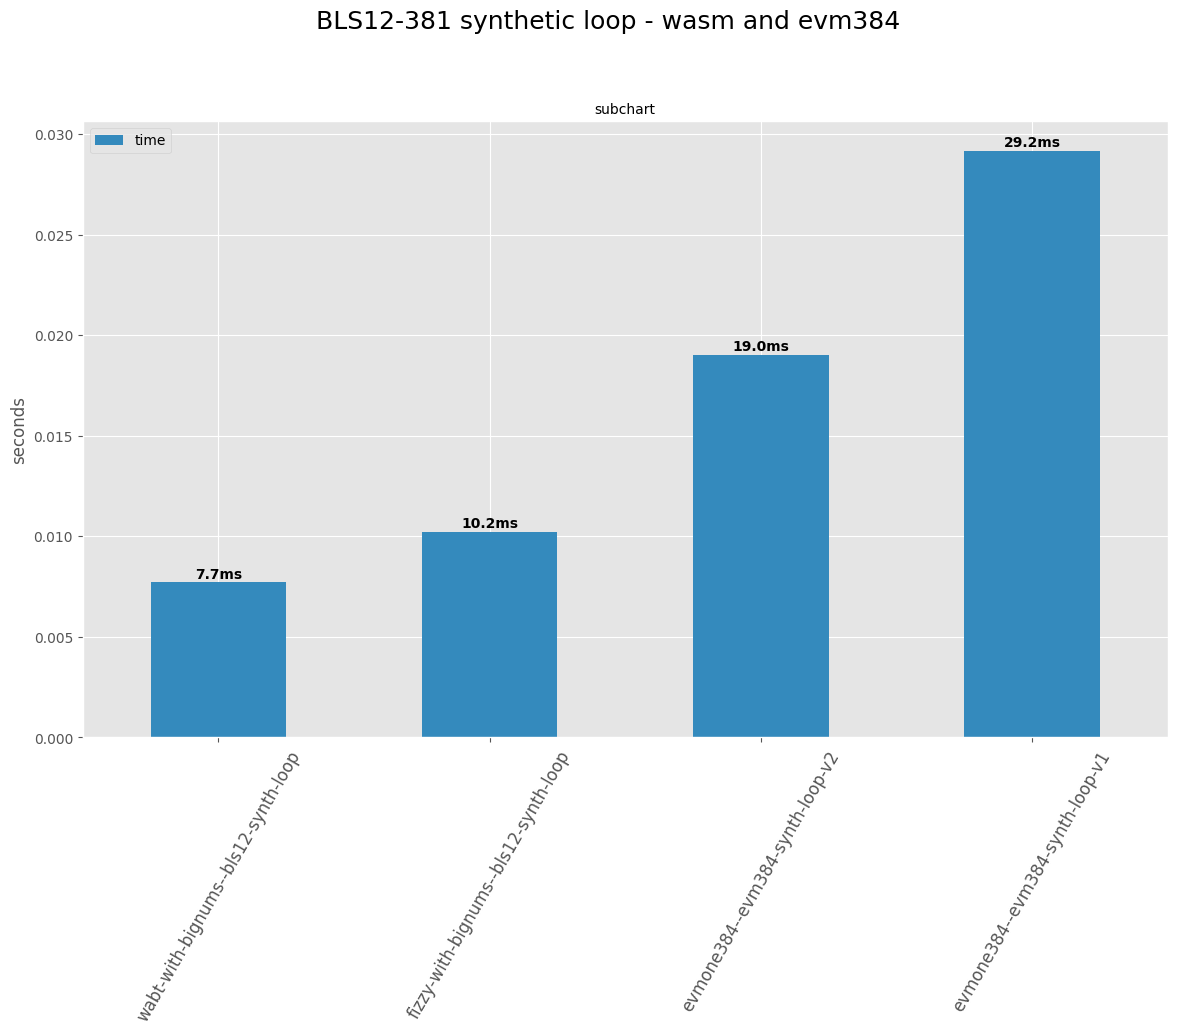 BLS12-381 synthetic loop - wasm and evm384
subchart
time
0.030
0.025
0.020
0.015
0.010
0.005
0.000
seconds
7.7ms
10.2ms
19.0ms
29.2ms
wabt-with-bignums--bls12-synth-loop
fizzy-with-bignums--bls12-synth-loop
evmone384--evm384-synth-loop-v2
evmone384--evm384-synth-loop-v1